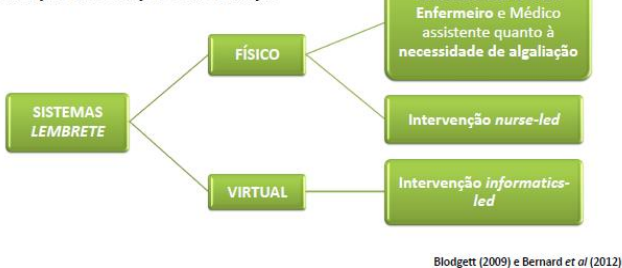 Enfermeiro e Médico
assistente quanto à
necessidade de algaliação
FÍSICO
SISTEMAS
LEMBRETE
Intervenção nurse-led
VIRTUAL
Intervenção informatics-
led
Blodgett (2009) e Bernard et al (2012)